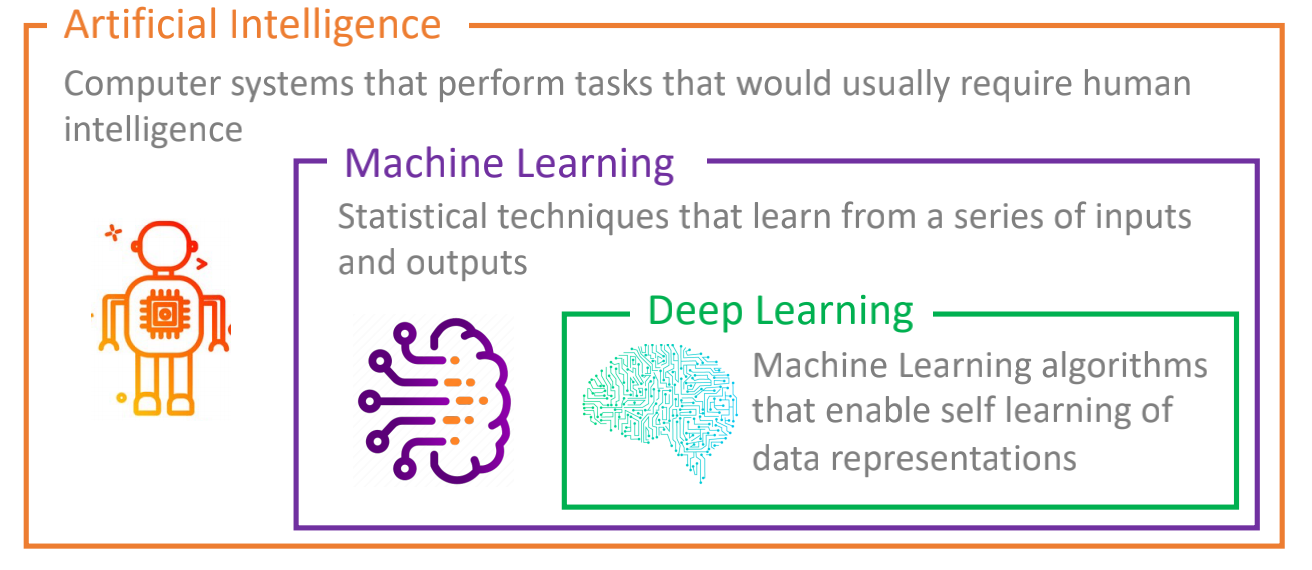 Artificial Intelligence
Computer systems that perform tasks that would usually require human
intelligence
Machine Learning
Statistical techniques that learn from a series of inputs
and outputs
Deep Learning
Machine Learning algorithms
that enable self learning of
data representations